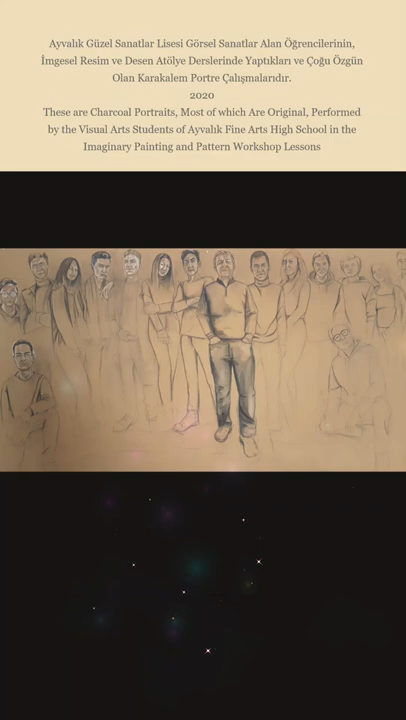 Ayvalık Güzel Sanatlar Lisesi Görsel Sanatlar Alan Öğrencilerinin,
İmgesel Resim ve Desen Atölye Derslerinde Yaptıkları ve Çoğu Özgün
Olan Karakalem Portre Çalışmalarıdır.
2020
These are Charcoal Portraits, Most of which Are Original, Performed
by the Visual Arts Students of Ayvalık Fine Arts High School in the
Imaginary Painting and Pattern Workshop Lessons